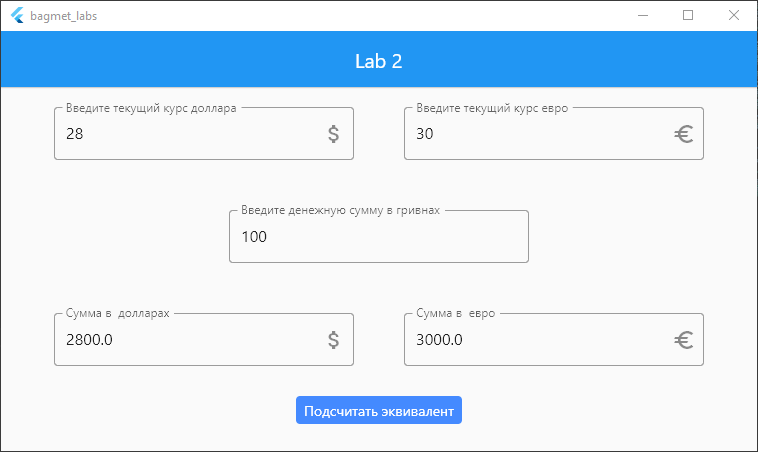 bagmet_labs
Lab 2
Введите текущий курс доллара
28
$
Введите текущий курс евро
30
€
Введите денежную сумму в гривнах
100
Сумма в  долларах
2800.0
$
Сумма в  евро
3000.0
€
Подсчитать эквивалент